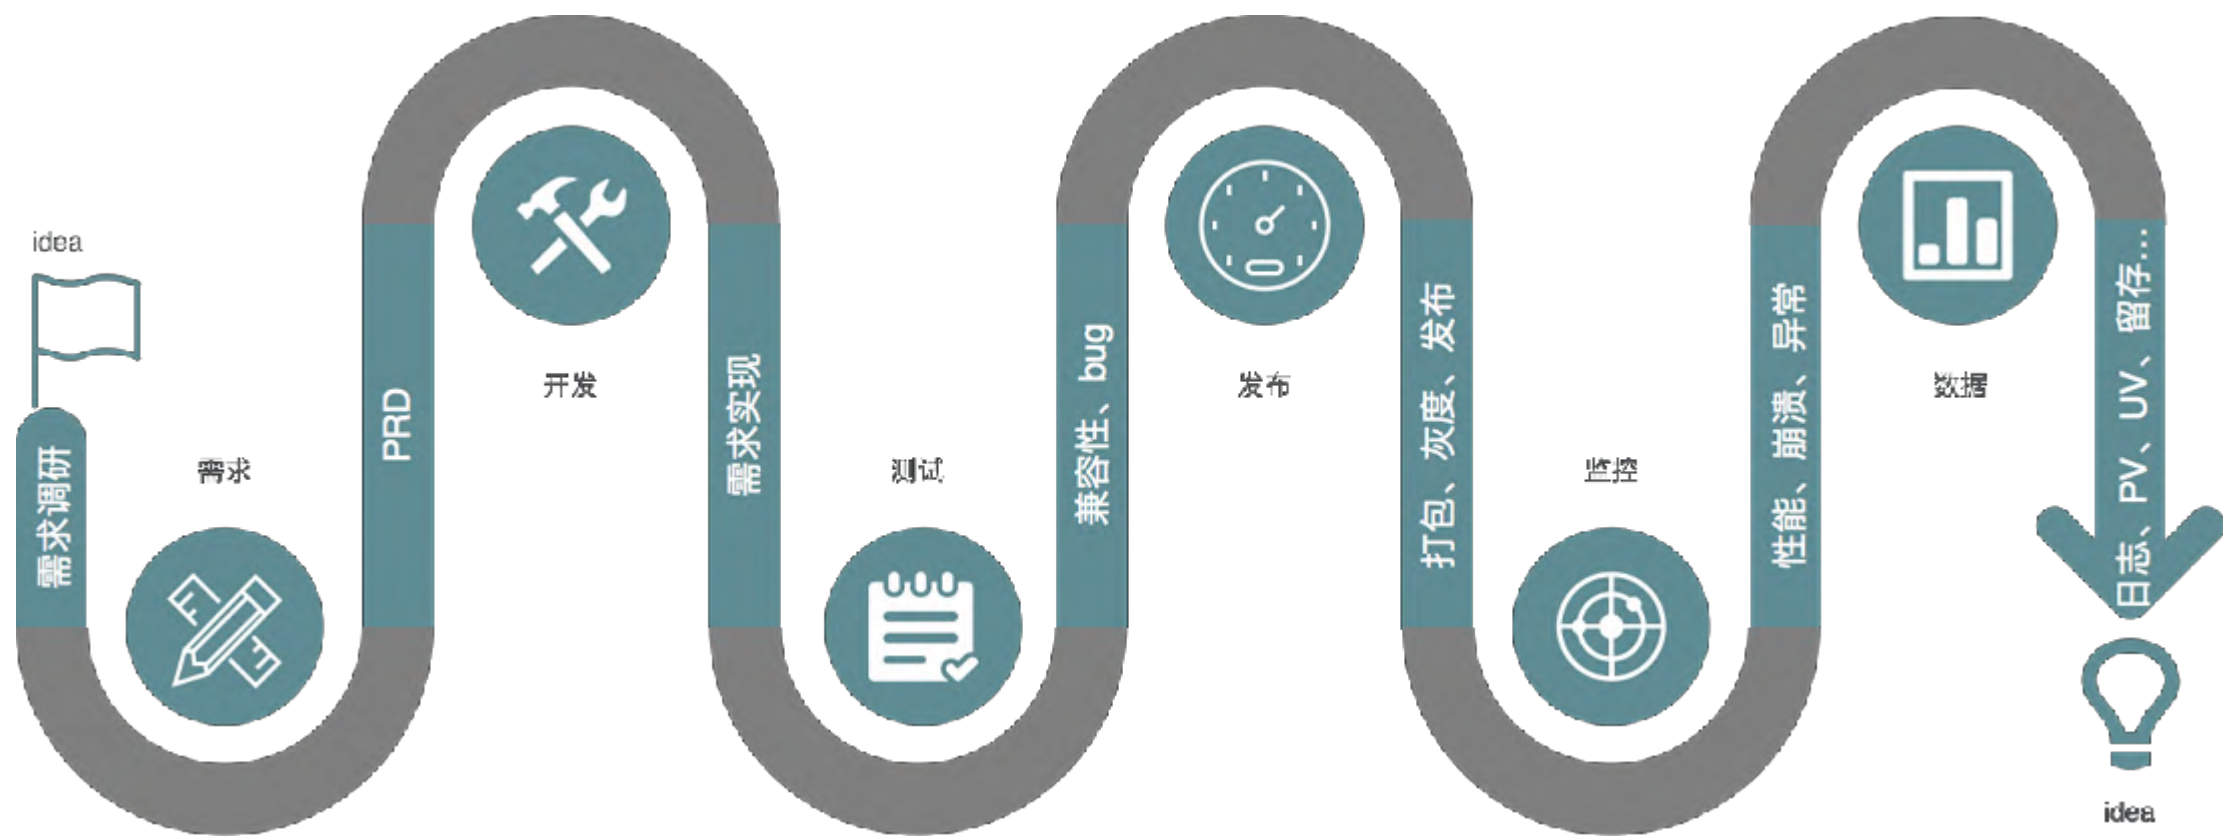 idea
需求调研
需求
PRD
开发
需求实现
测试
兼容性、bug
发布
打包、灰度、发布
监控
性能、崩溃、异常
数据
日志、PV、UV、留存...
idea